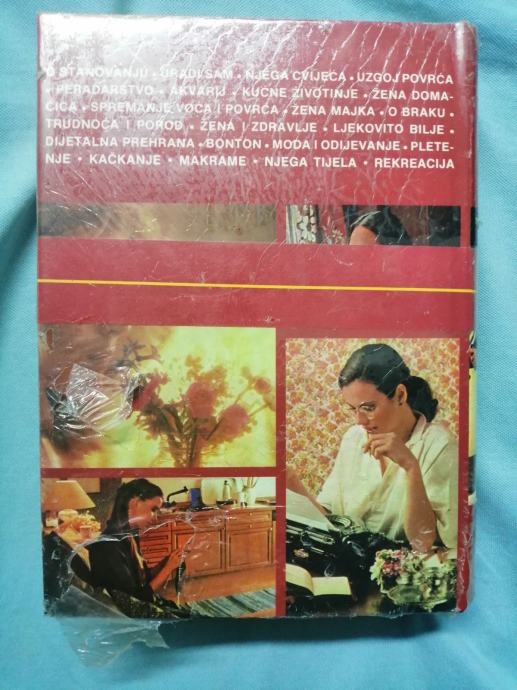 O STANOVANJU • URADI SAM • NJEGA CVIJEĆA • UZGOJ POVRĆA
I PERADARSTVO • AKVARIJ • KUĆNE ŽIVOTINJE • ŽENA DOMA-
ĆICA • SPREMANJE VOĆA I POVRĆA • ŽENA MAJKA • O BRAKU
TRUDNOĆA I POROD • ŽENA I ZDRAVLJE • LJEKOVITO BILJE •
DIJETALNA PREHRANA • BONTON • MODA I ODIJEVANJE • PLETE-
NJE • KAČKANJE • MAKRAME • NJEGA TIJELA • REKREACIJA